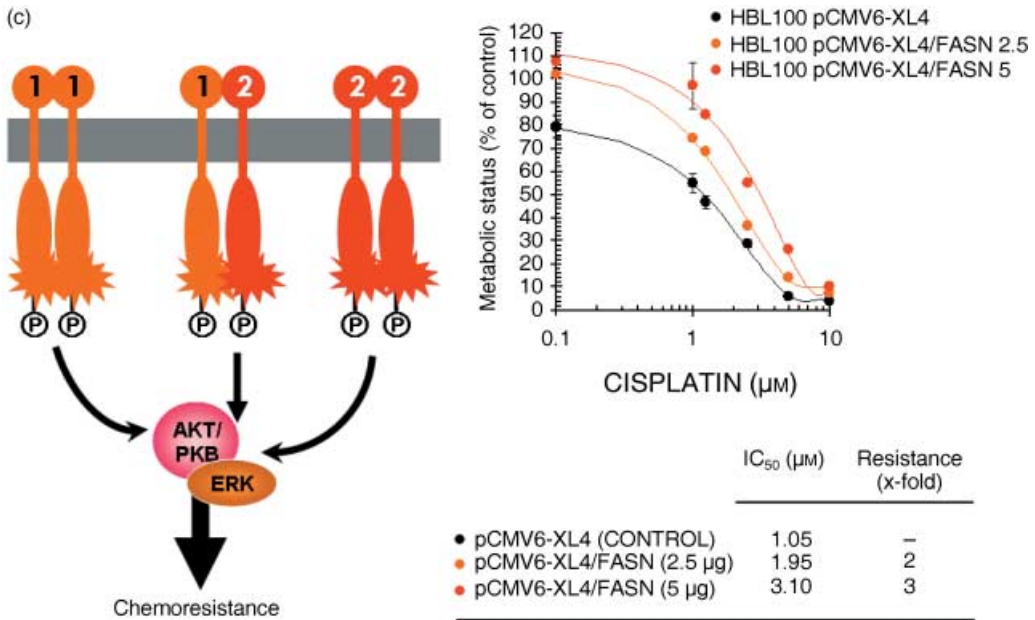 (c)
1 1 1 2 2 2
P P P P P P
AKT/
PKB
ERK
Chemoresistance
HBL100 pCMV6-XL4
HBL100 pCMV6-XL4/FASN 2.5
HBL100 pCMV6-XL4/FASN 5
Metabolic status (% of control)
120
110
100
90
80
70
60
50
40
30
20
10
0
0.1 1 10
CISPLATIN (μM)
IC50 (μM) Resistance
(x-fold)
pCMV6-XL4 (CONTROL) 1.05 –
pCMV6-XL4/FASN (2.5 μg) 1.95 2
pCMV6-XL4/FASN (5 μg) 3.10 3